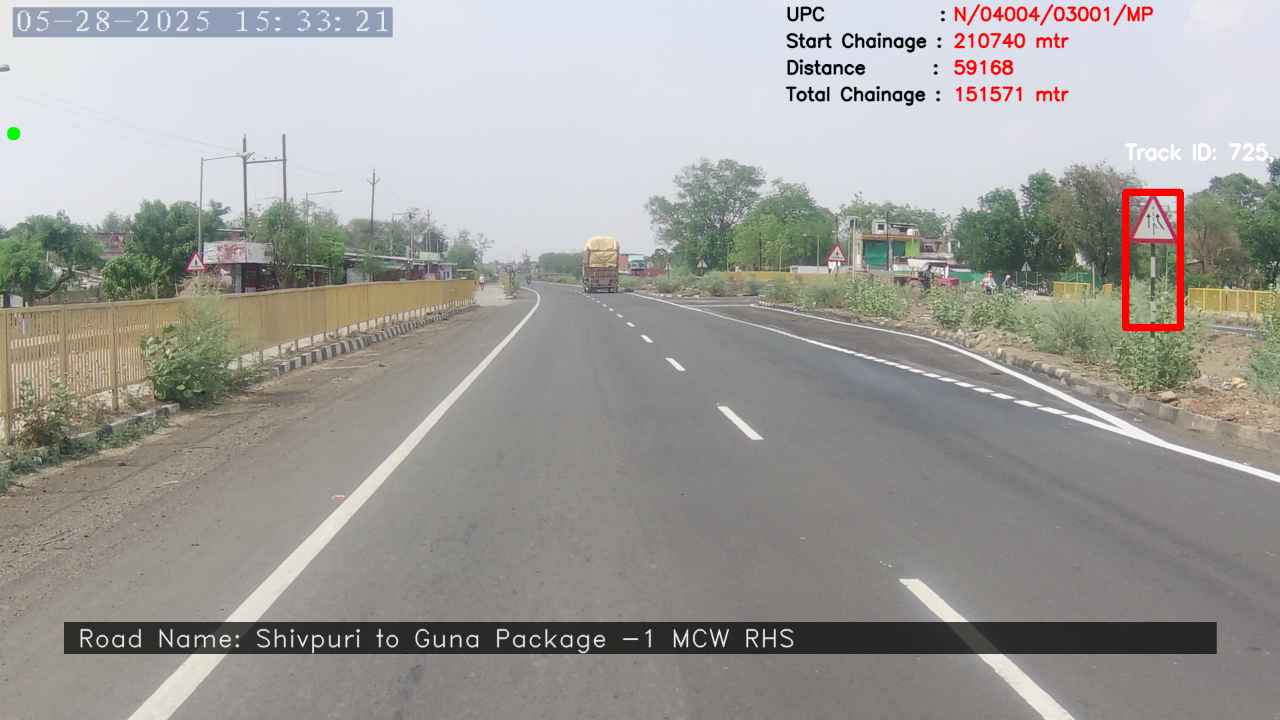 05-28-2025 15:33:21
UPC : N/04004/03001/MP
Start Chainage : 210740 mtr
Distance : 59168
Total Chainage : 151571 mtr
Track ID: 725,
Road Name: Shivpuri to Guna Package -1 MCW RHS